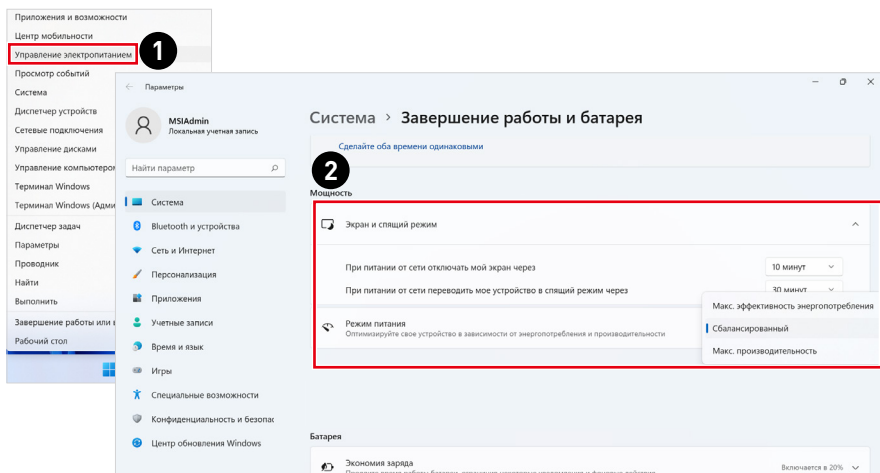 Приложения и возможности
Центр мобильности
Управление электропитанием
1
Просмотр событий
Система
Диспетчер устройств
Сетевые подключения
Управление дисками
Управление компьютеро
Терминал Windows
Терминал Windows (Адми
Диспетчер задач
Параметры
Проводник
Найти
Выполнить
Завершение работы или в
Рабочий стол
Параметры
MSIAdmin
Локальная учетная запись
Найти параметр
Система
Bluetooth и устройства
Сеть и Интернет
Персонализация
Приложения
Учетные записи
Время и язык
Игры
Специальные возможности
Конфиденциальность и безопас
Центр обновления Windows
Система > Завершение работы и батарея
Сделайте оба времени одинаковыми
2
Мощность
Экран и спящий режим
При питании от сети отключать мой экран через
10 минут
При питании от сети переводить мое устройство в спящий режим через
30 минут
Режим питания
Оптимизируйте свое устройство в зависимости от энергопотребления и производительности
Макс. эффективность энергопотребления
Сбалансированный
Макс. производительность
Батарея
Экономия заряда
Включается в 20%